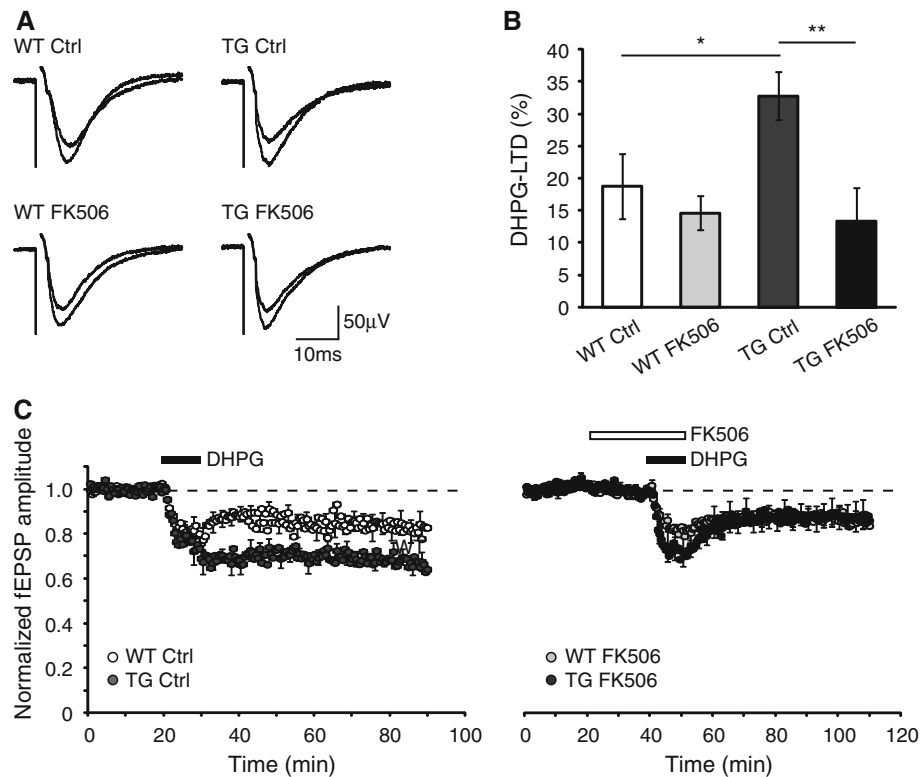 A
WT Ctrl
TG Ctrl
WT FK506
TG FK506
50μV
10ms
B
*
**
DHPG-LTD (%)
40
35
30
25
20
15
10
5
0
WT Ctrl
WT FK506
TG Ctrl
TG FK506
C
Normalized fEPSP amplitude
DHPG
1.0
0.8
0.6
0.4
0.2
0
WT Ctrl
TG Ctrl
0 20 40 60 80 100
Time (min)
FK506
DHPG
WT FK506
TG FK506
0 20 40 60 80 100 120
Time (min)